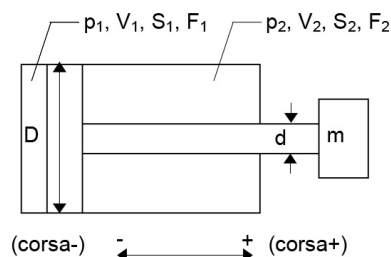 p₁, V₁, S₁, F₁ p₂, V₂, S₂, F₂
D d m
(corsa-) - + (corsa+)